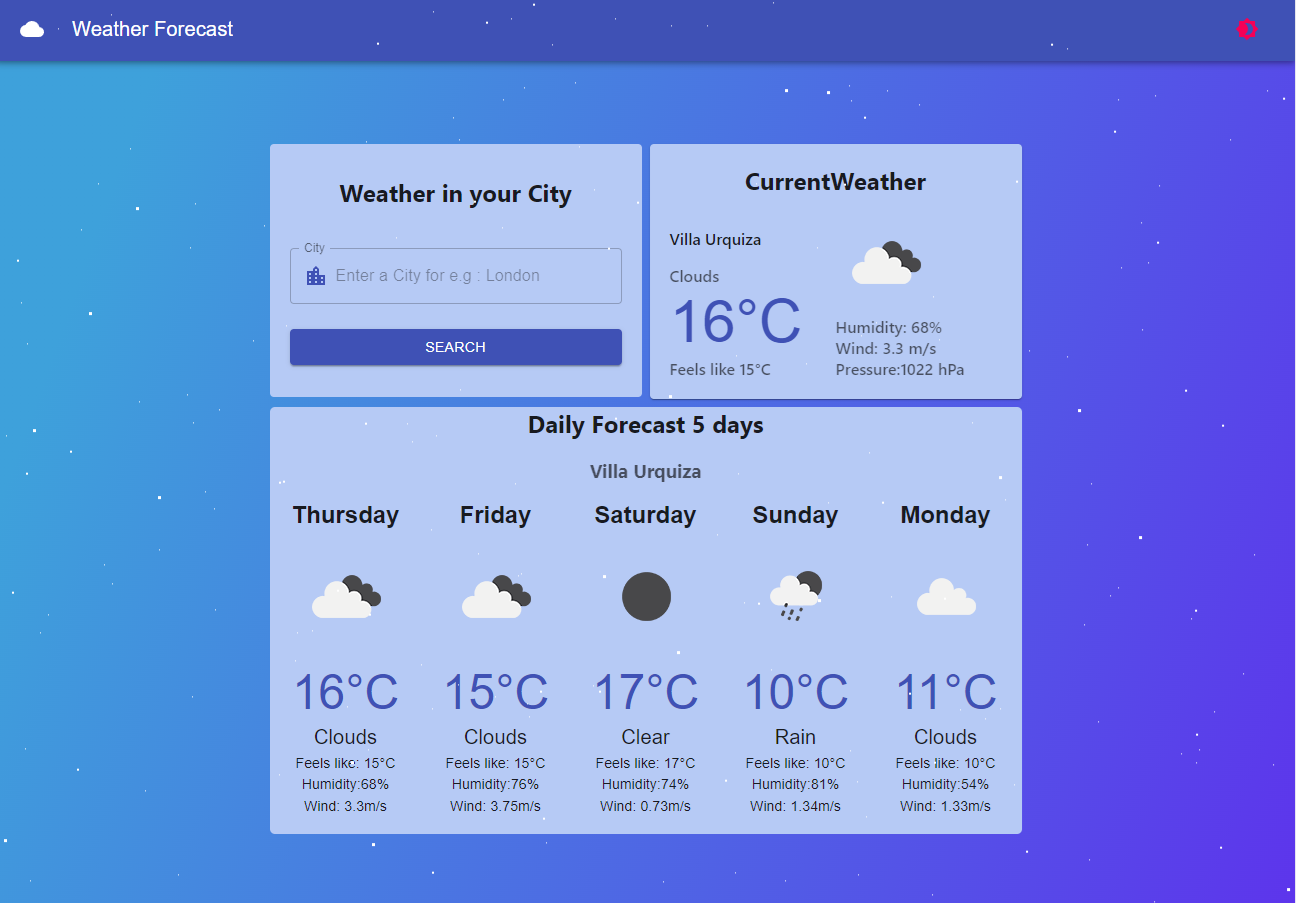 Weather Forecast
Weather in your City
City
Enter a City for e.g : London
SEARCH
CurrentWeather
Villa Urquiza
Clouds
16°C
Feels like 15°C
Humidity: 68%
Wind: 3.3 m/s
Pressure:1022 hPa
Daily Forecast 5 days
Villa Urquiza
Thursday Friday Saturday Sunday Monday
16°C 15°C 17°C 10°C 11°C
Clouds Clouds Clear Rain Clouds
Feels like: 15°C Feels like: 15°C Feels like: 17°C Feels like: 10°C Feels like: 10°C
Humidity:68% Humidity:76% Humidity:74% Humidity:81% Humidity:54%
Wind: 3.3m/s Wind: 3.75m/s Wind: 0.73m/s Wind: 1.34m/s Wind: 1.33m/s